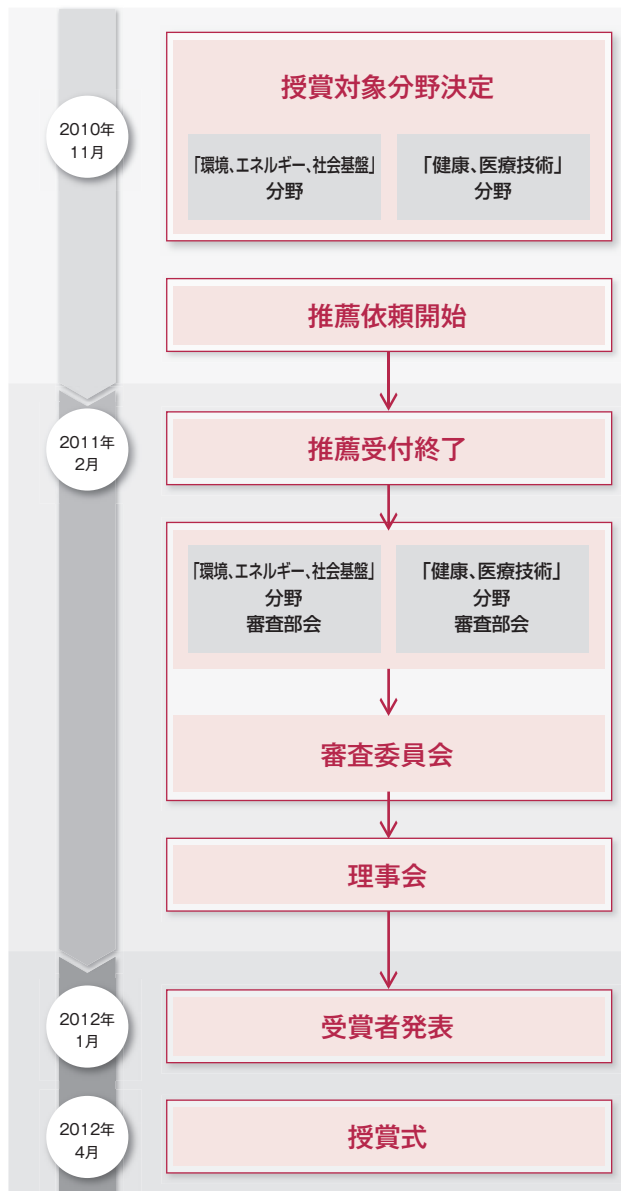 2010年
11月
授賞対象分野決定
「環境、エネルギー、社会基盤」
分野
「健康、医療技術」
分野
推薦依頼開始
2011年
2月
推薦受付終了
「環境、エネルギー、社会基盤」
分野
審査部会
「健康、医療技術」
分野
審査部会
審査委員会
理事会
2012年
1月
受賞者発表
2012年
4月
授賞式